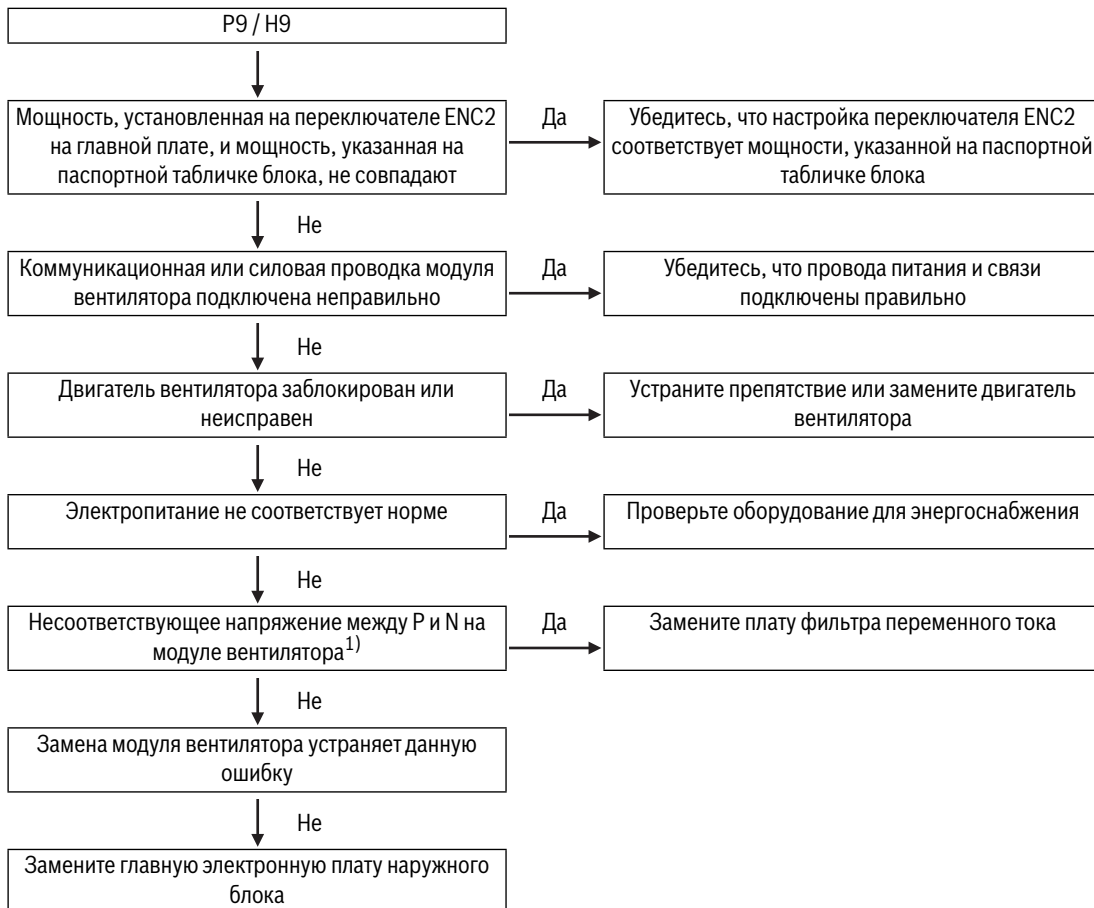 P9 / H9
Мощность, установленная на переключателе ENC2
на главной плате, и мощность, указанная на
паспортной табличке блока, не совпадают
Да
Убедитесь, что настройка переключателя ENC2
соответствует мощности, указанной на паспортной
табличке блока
Не
Коммуникационная или силовая проводка модуля
вентилятора подключена неправильно
Да
Убедитесь, что провода питания и связи
подключены правильно
Не
Двигатель вентилятора заблокирован или
неисправен
Да
Устраните препятствие или замените двигатель
вентилятора
Не
Электропитание не соответствует норме
Да
Проверьте оборудование для энергоснабжения
Не
Несоответствующее напряжение между P и N на
модуле вентилятора1)
Да
Замените плату фильтра переменного тока
Не
Замена модуля вентилятора устраняет данную
ошибку
Не
Замените главную электронную плату наружного
блока